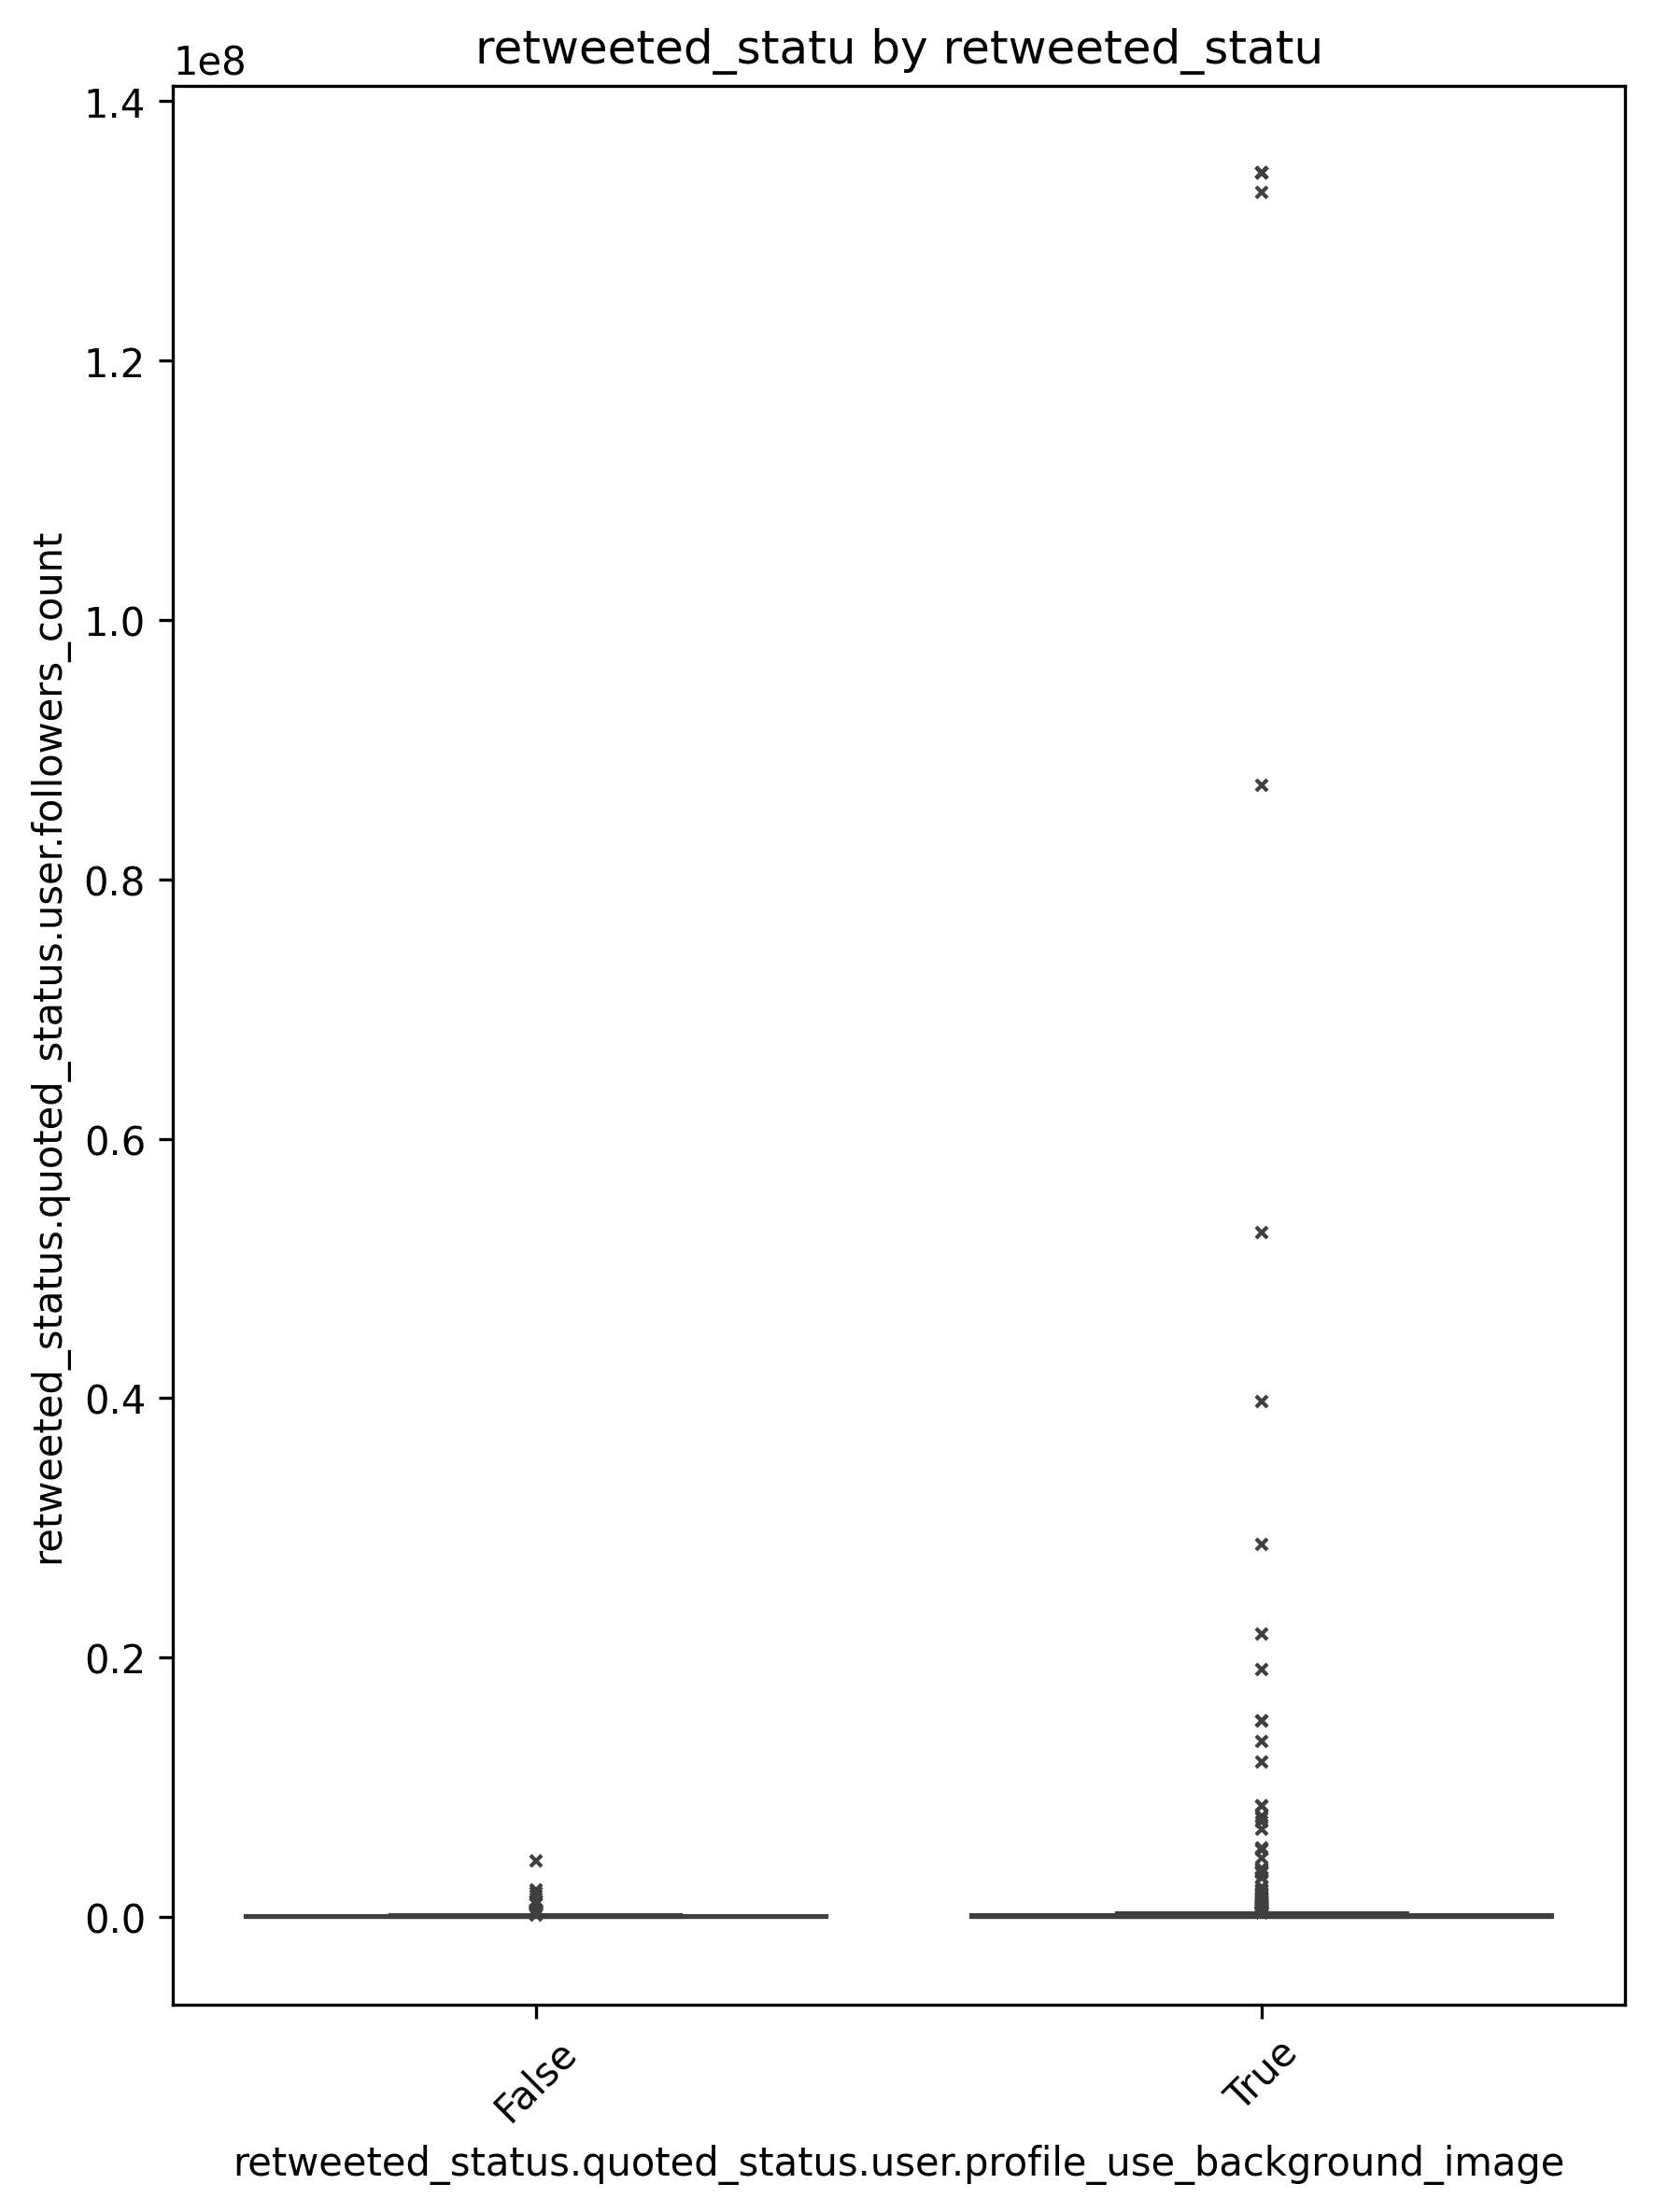 retweeted_statu by retweeted_statu
1e8
1.4
1.2
1.0
0.8
0.6
0.4
0.2
0.0
retweeted_status.quoted_status.user.followers_count
False
True
retweeted_status.quoted_status.user.profile_use_background_image